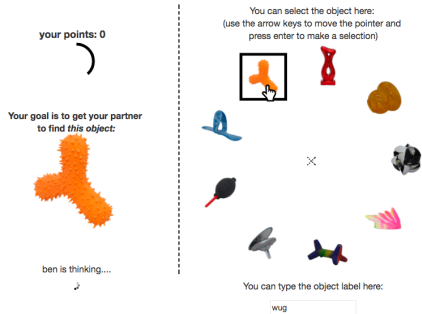 your points: 0
Your goal is to get your partner
to find this object:
ben is thinking....
You can select the object here:
(use the arrow keys to move the pointer and
press enter to make a selection)
You can type the object label here:
wug